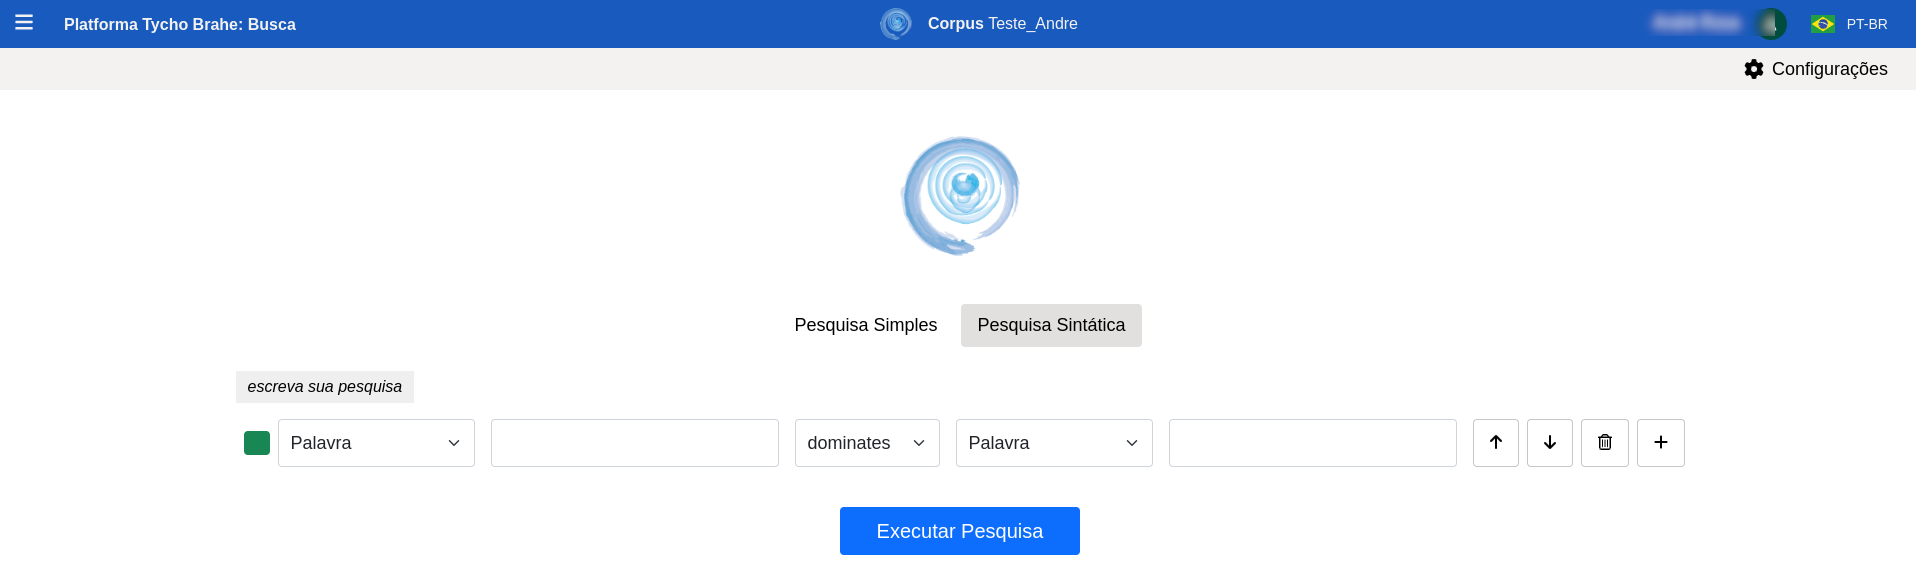 Platforma Tycho Brahe: Busca
Corpus Teste_Andre
PT-BR
Configurações
Pesquisa Simples
Pesquisa Sintática
escreva sua pesquisa
Palavra
dominates
Palavra
Executar Pesquisa